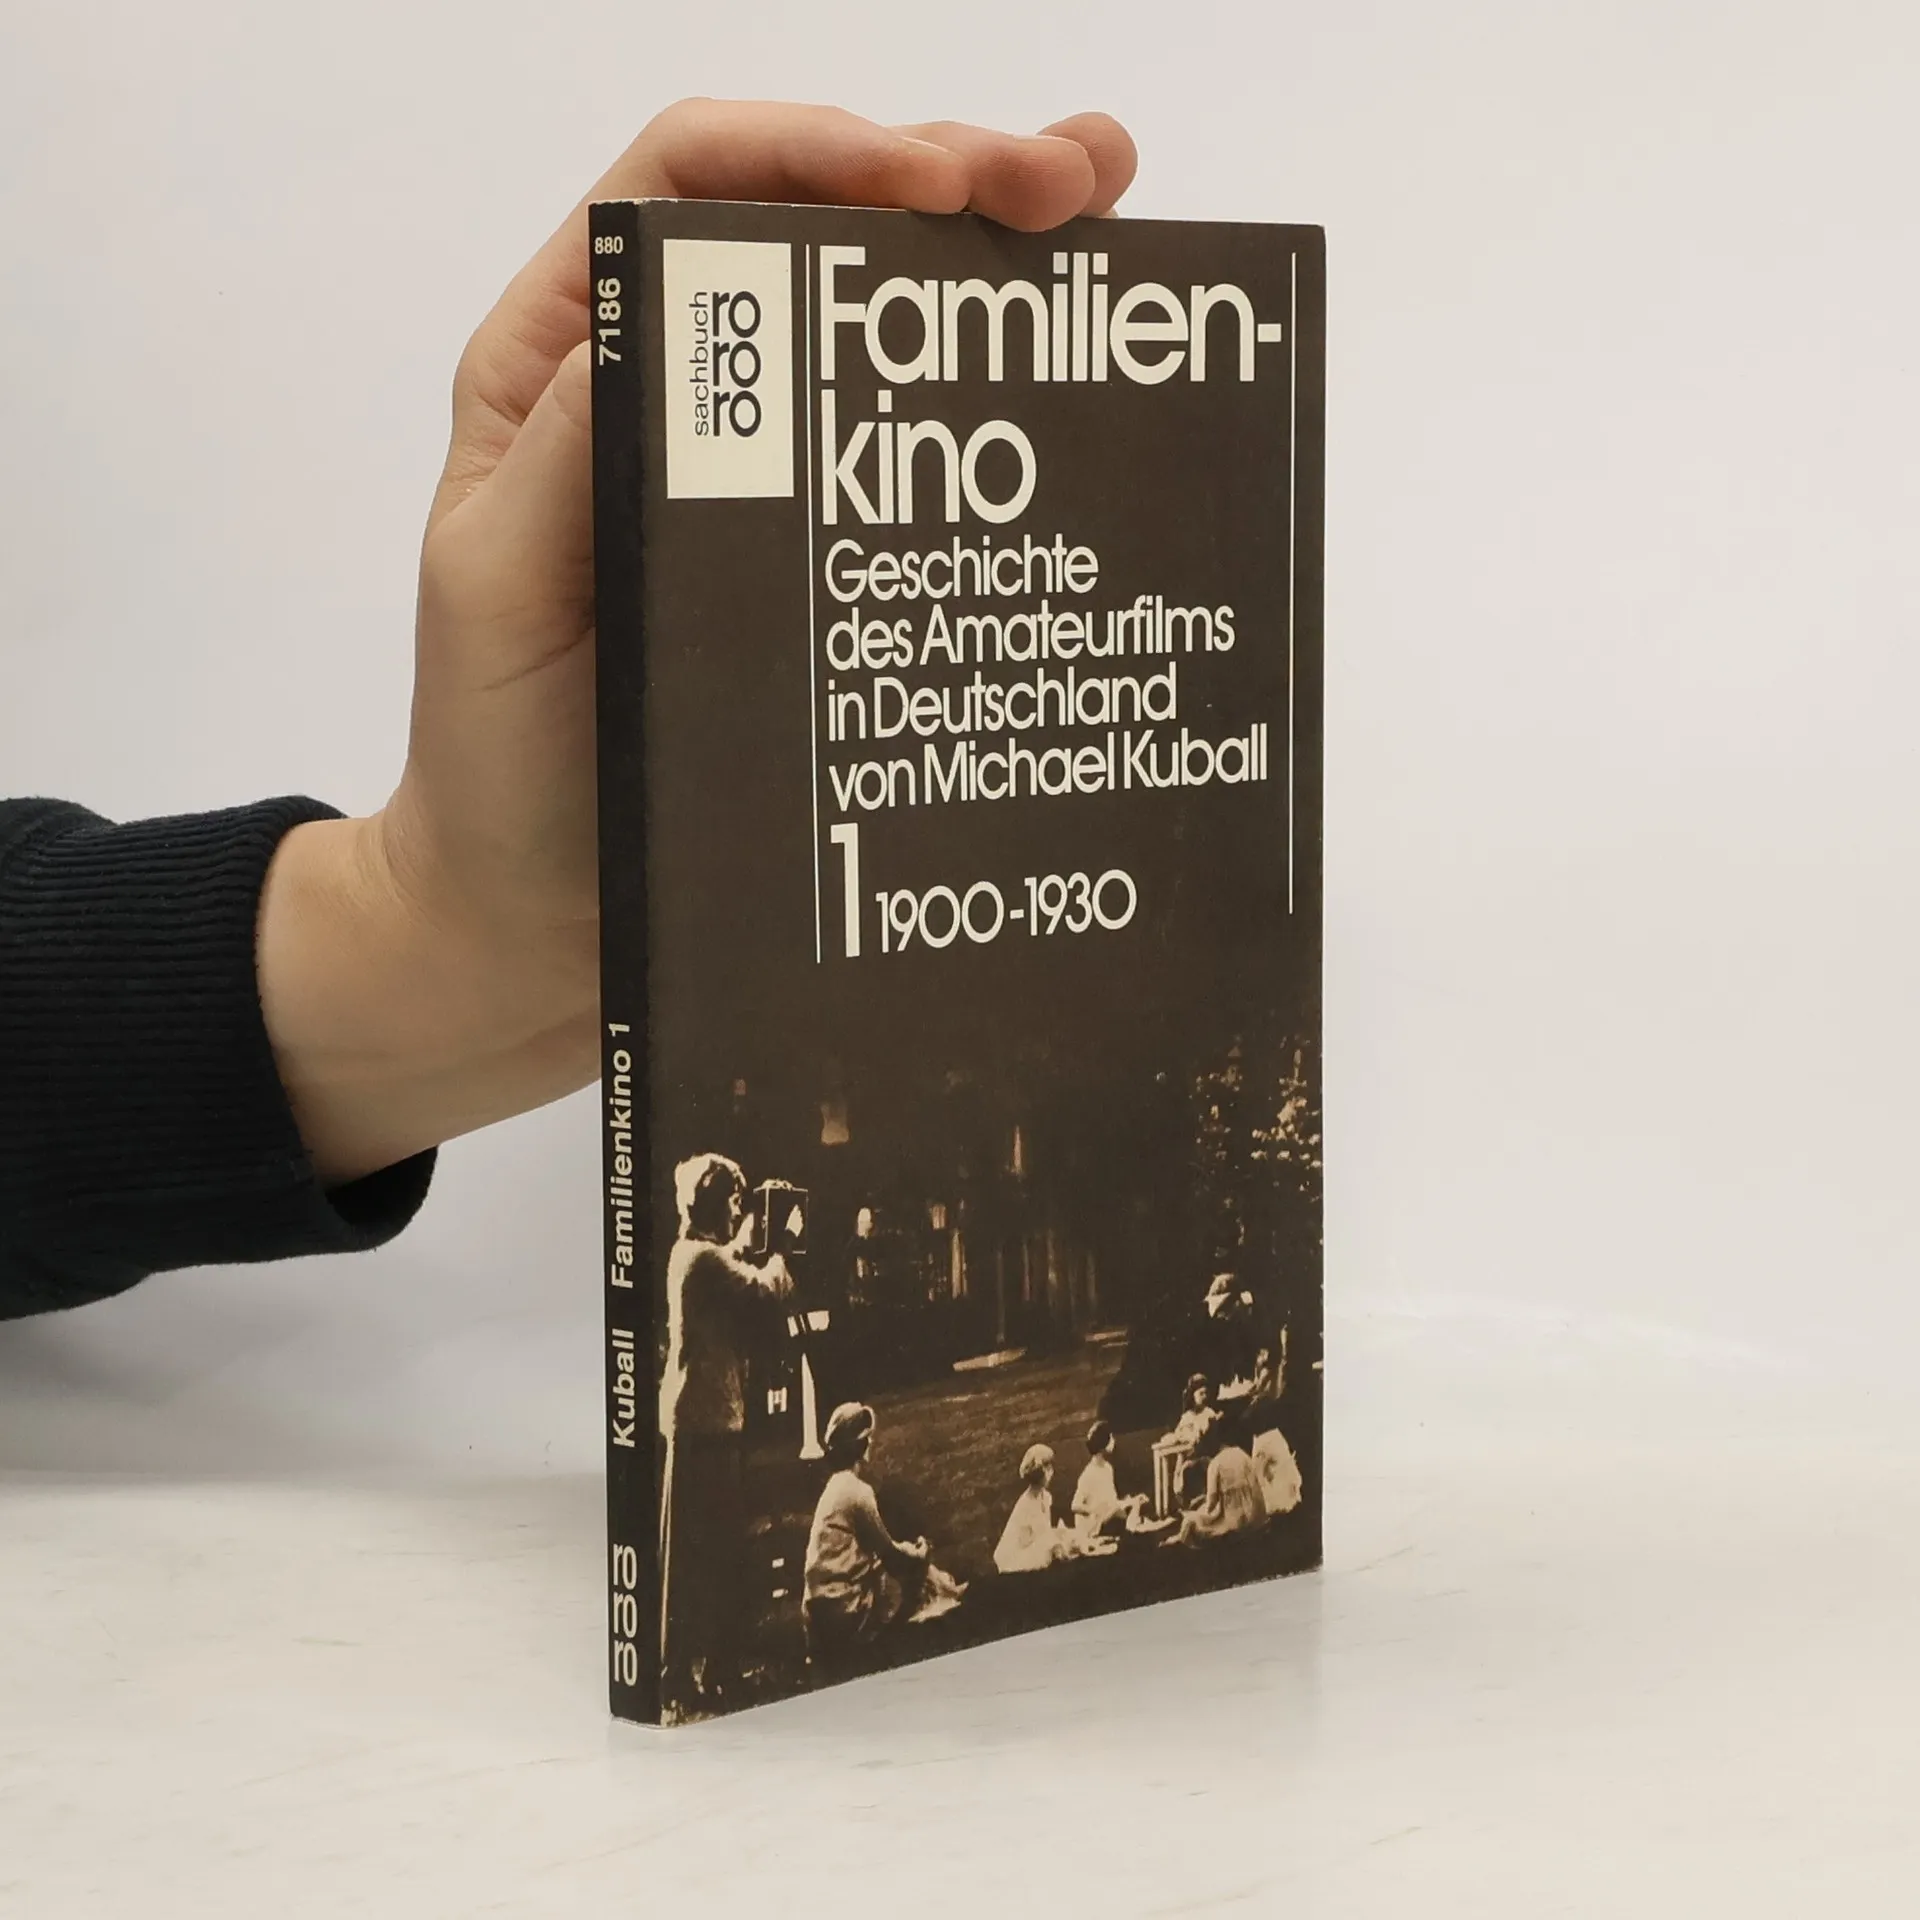 880
7186
Kuball Familienkino 1
ro
ro
ro
sachbuch
ro
ro
ro
Familien-
kino
Geschichte
des Amateurfilms
in Deutschland
von Michael Kuball
1 1900-1930